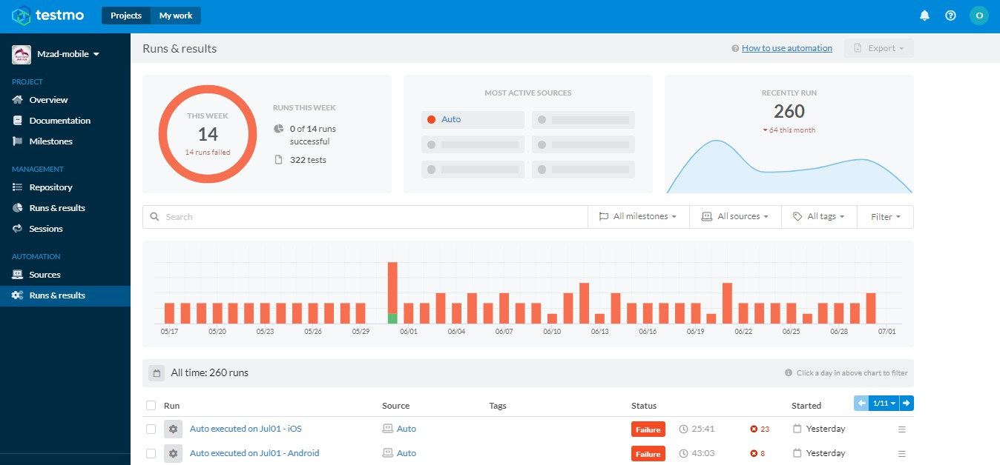 testmo
Projects
My work
O
Mzad-mobile
Runs & results
How to use automation
Export
PROJECT
Overview
Documentation
Milestones
MANAGEMENT
Repository
Runs & results
Sessions
AUTOMATION
Sources
Runs & results
THIS WEEK
14
14 runs failed
RUNS THIS WEEK
0 of 14 runs
successful
322 tests
MOST ACTIVE SOURCES
Auto
RECENTLY RUN
260
64 this month
Search
All milestones
All sources
All tags
Filter
05/17 05/20 05/23 05/26 05/29 06/01 06/04 06/07 06/10 06/13 06/16 06/19 06/22 06/25 06/28 07/01
All time: 260 runs
Click a day in above chart to filter
Run Source Tags Status Started 1/11
Auto executed on Jul01 - iOS Auto Failure 25:41 23 Yesterday
Auto executed on Jul01 - Android Auto Failure 43:03 8 Yesterday